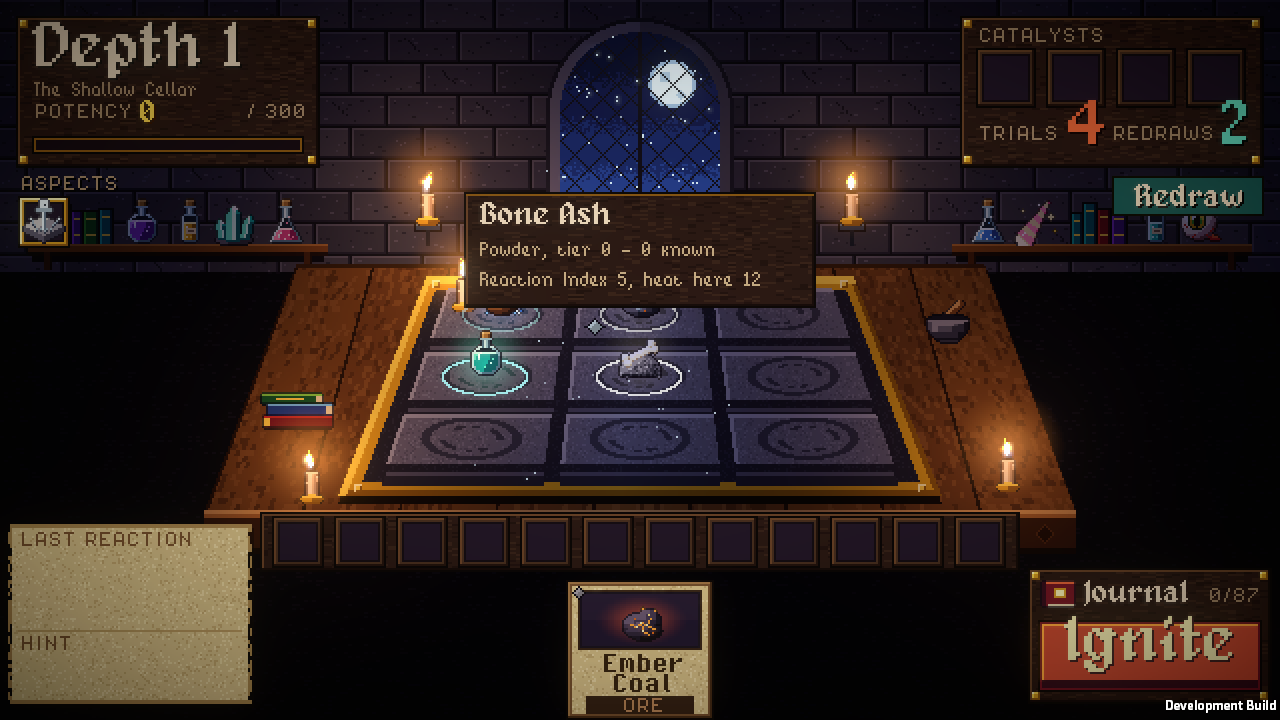 Depth 1
The Shallow Cellar
POTENCY 0 / 300
ASPECTS
CATALYSTS
TRIALS 4 REDRAWS 2
Redraw
Bone Ash
Powder, tier 0 - 0 known
Reaction Index 5, heat here 12
LAST REACTION
HINT
Ember
Coal
ORE
Journal 0/87
Ignite
Development Build